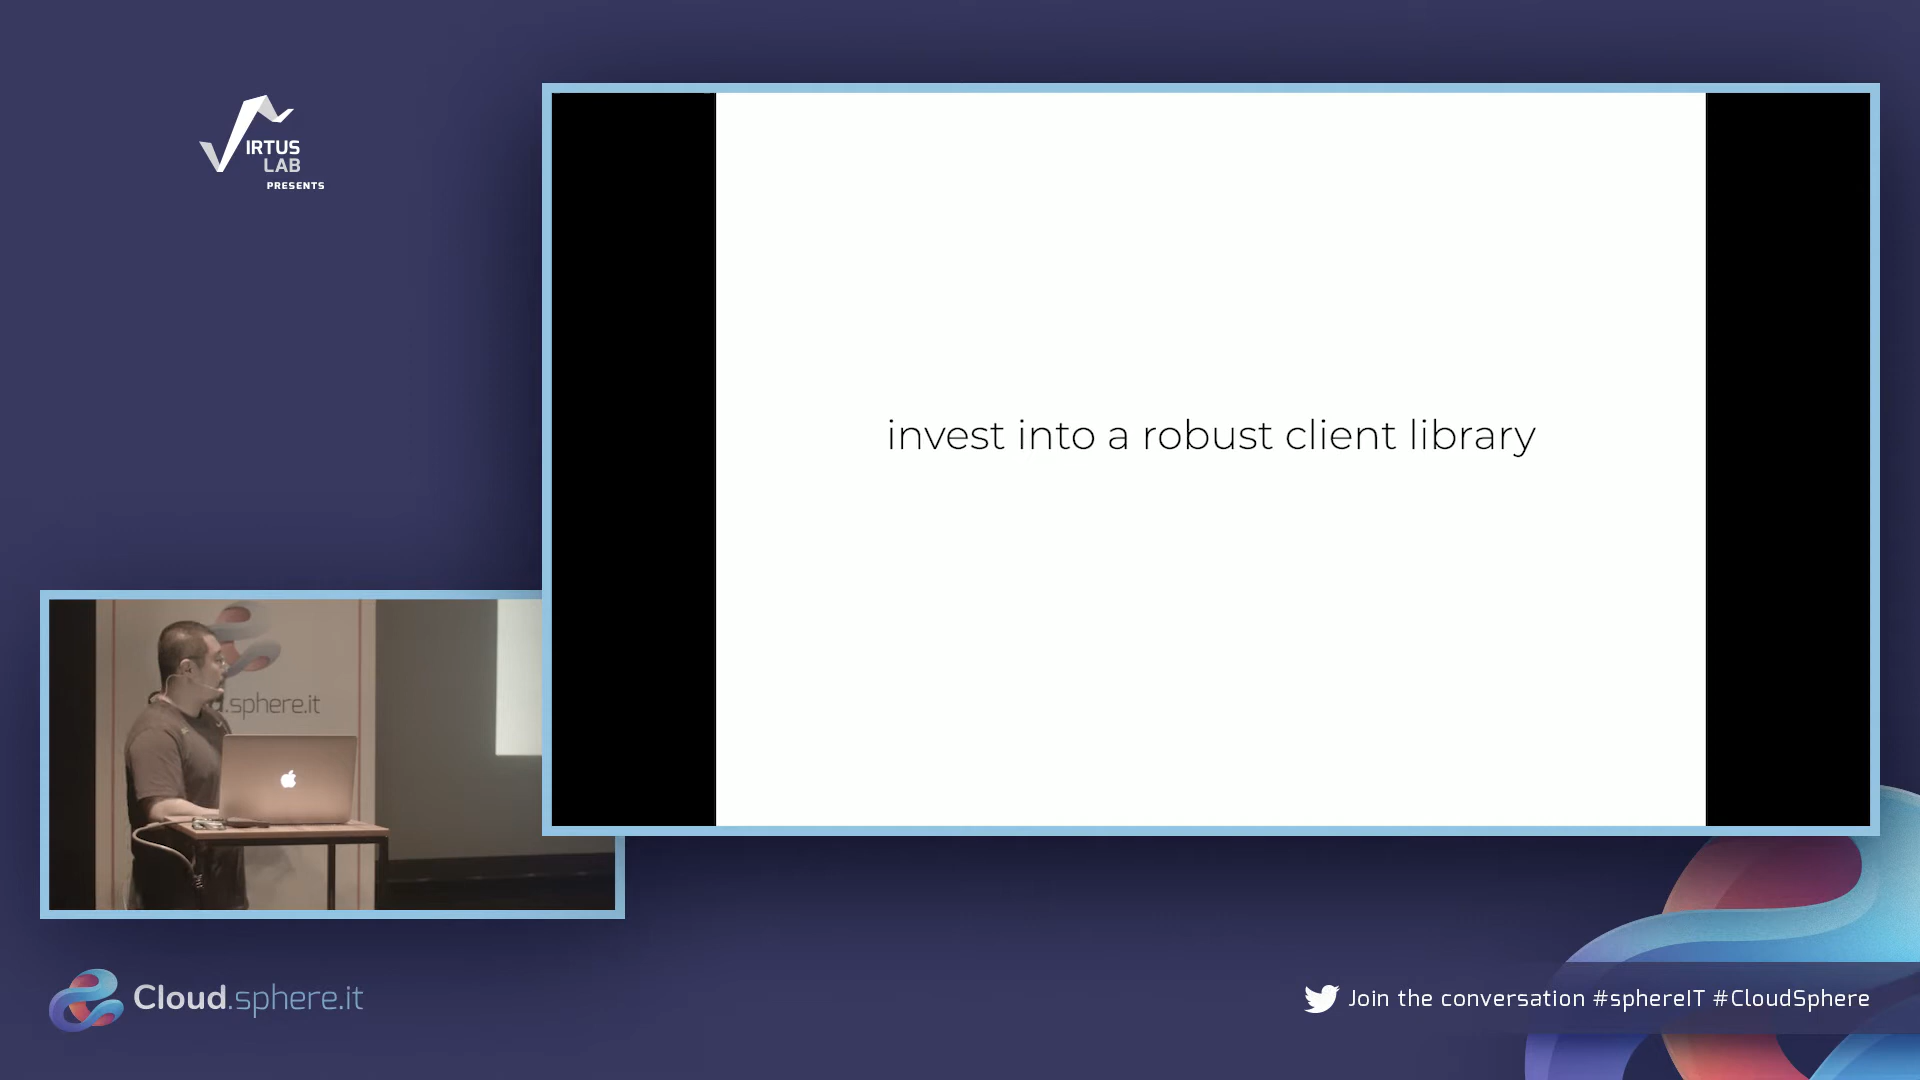 VIRTUS
LAB
PRESENTS
invest into a robust client library
.sphere.it
Cloud.sphere.it
Join the conversation #sphereIT #CloudSphere